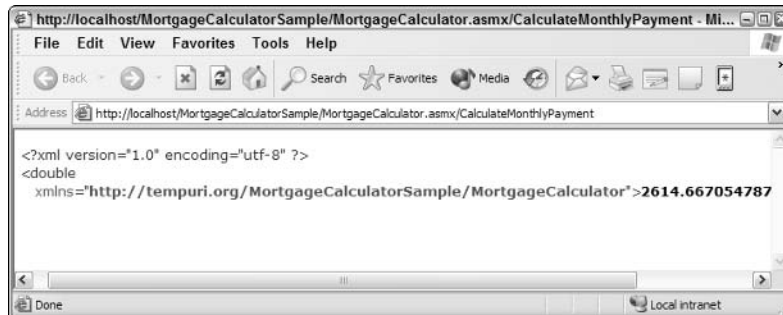 http://localhost/MortgageCalculatorSample/MortgageCalculator.asmx/CalculateMonthlyPayment - Mi...
File Edit View Favorites Tools Help
Back Search Favorites Media
Address http://localhost/MortgageCalculatorSample/MortgageCalculator.asmx/CalculateMonthlyPayment
<?xml version="1.0" encoding="utf-8" ?>
<double
xmlns="http://tempuri.org/MortgageCalculatorSample/MortgageCalculator">2614.667054787
Done Local intranet